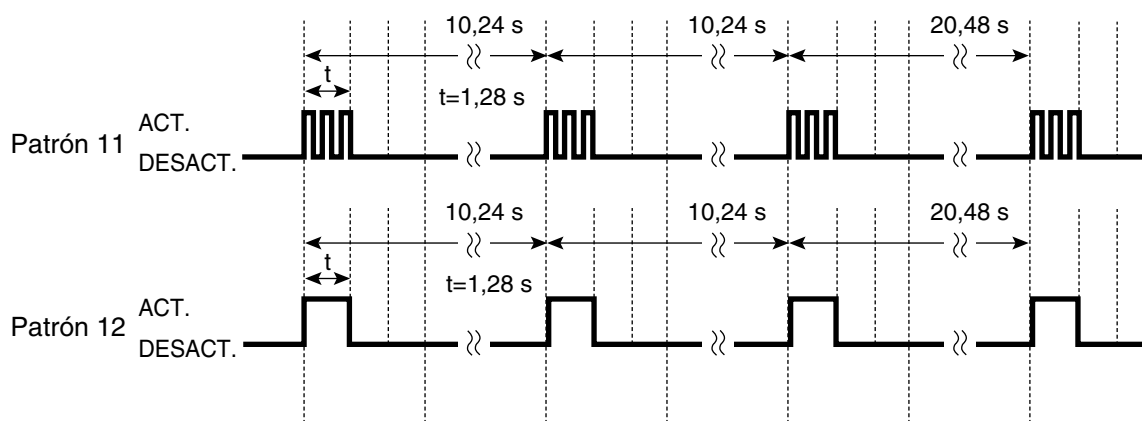 10,24 s 10,24 s 20,48 s
t
t=1,28 s
Patrón 11
ACT.
DESACT.
10,24 s 10,24 s 20,48 s
t
t=1,28 s
Patrón 12
ACT.
DESACT.